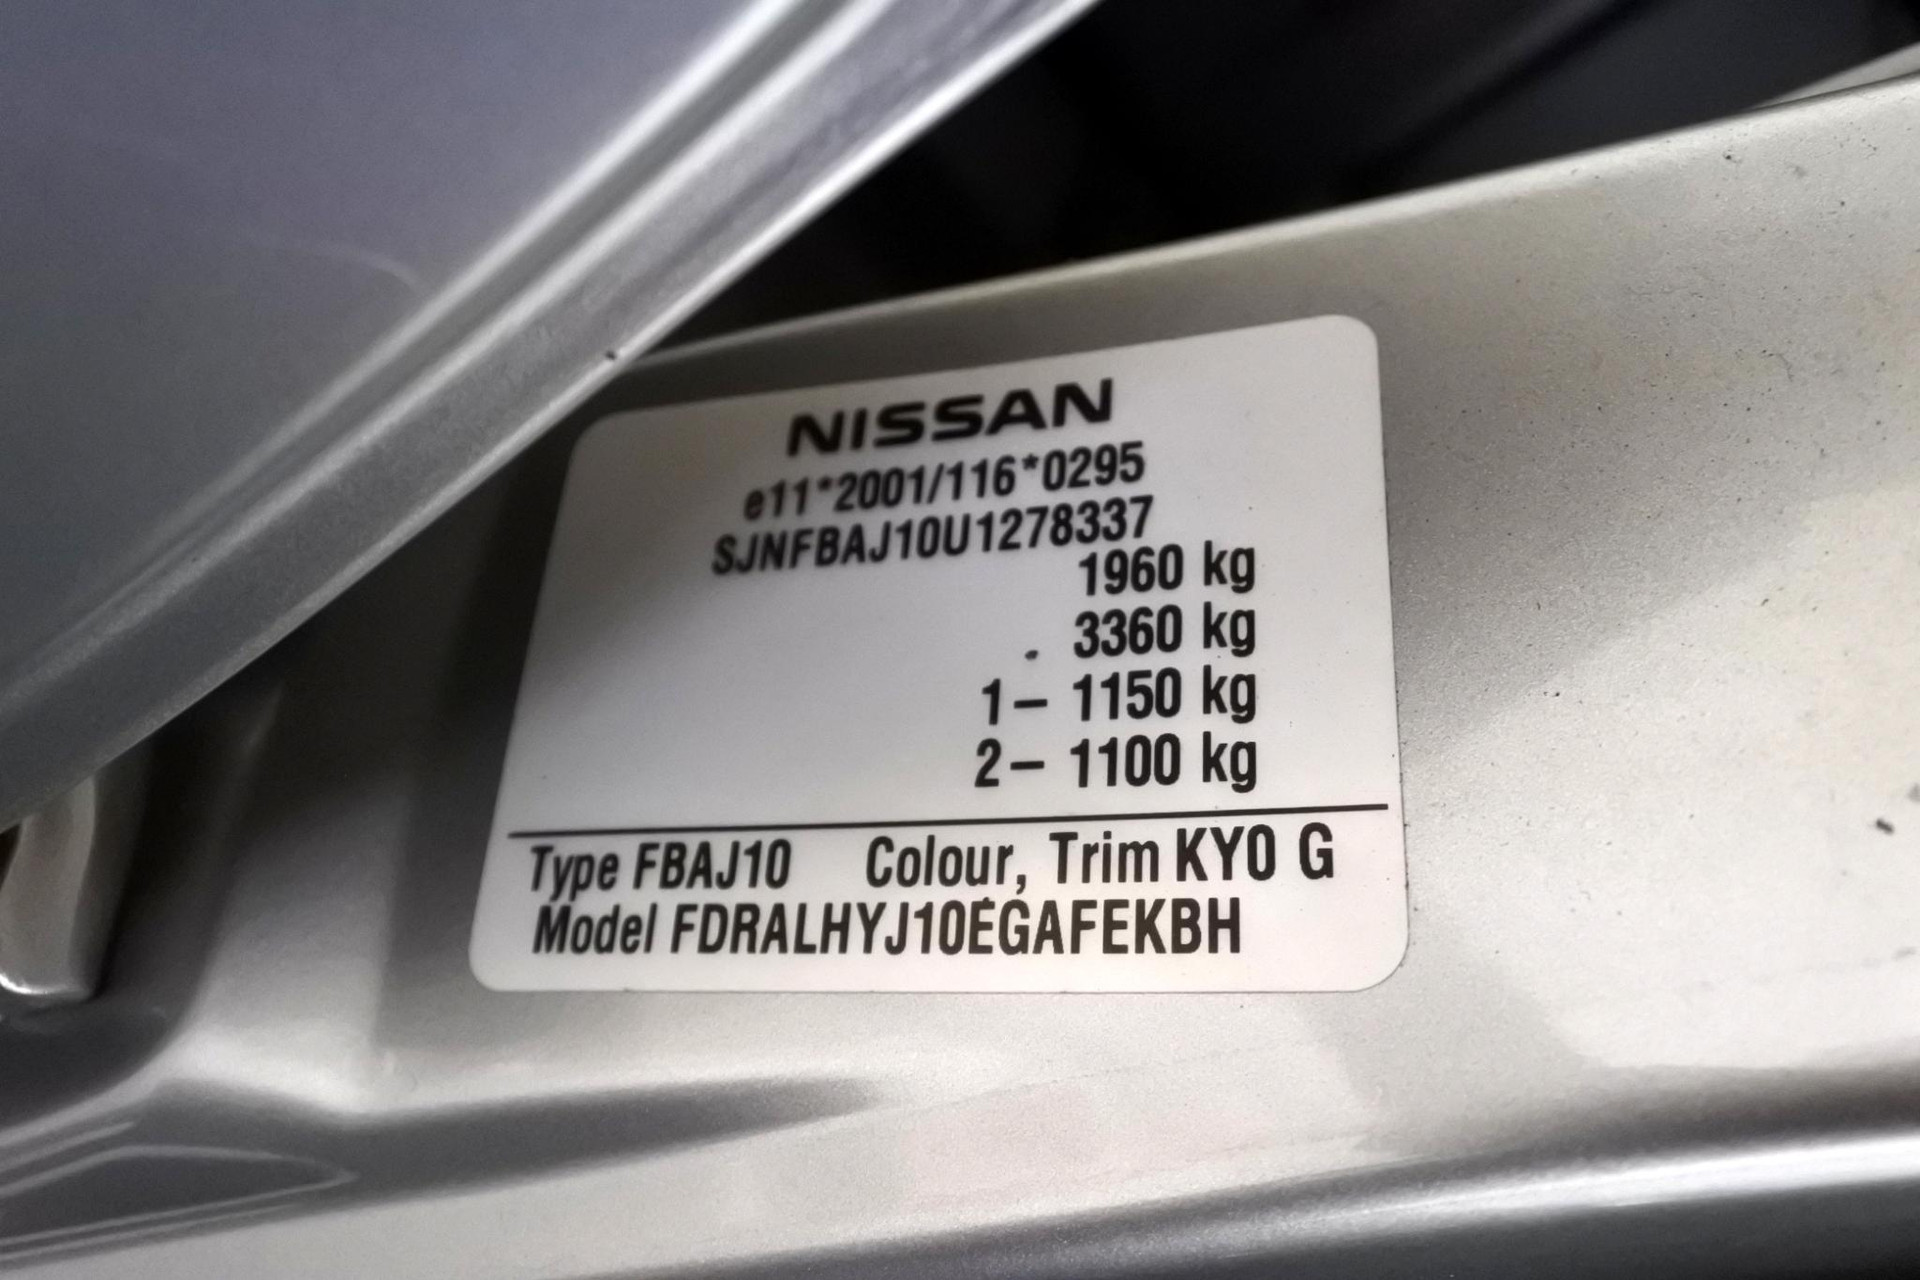 NISSAN
e11*2001/116*0295
SJNFBAJ10U1278337
1960 kg
3360 kg
1– 1150 kg
2– 1100 kg
Type FBAJ10 Colour, Trim KY0 G
Model FDRALHYJ10EGAFEKBH